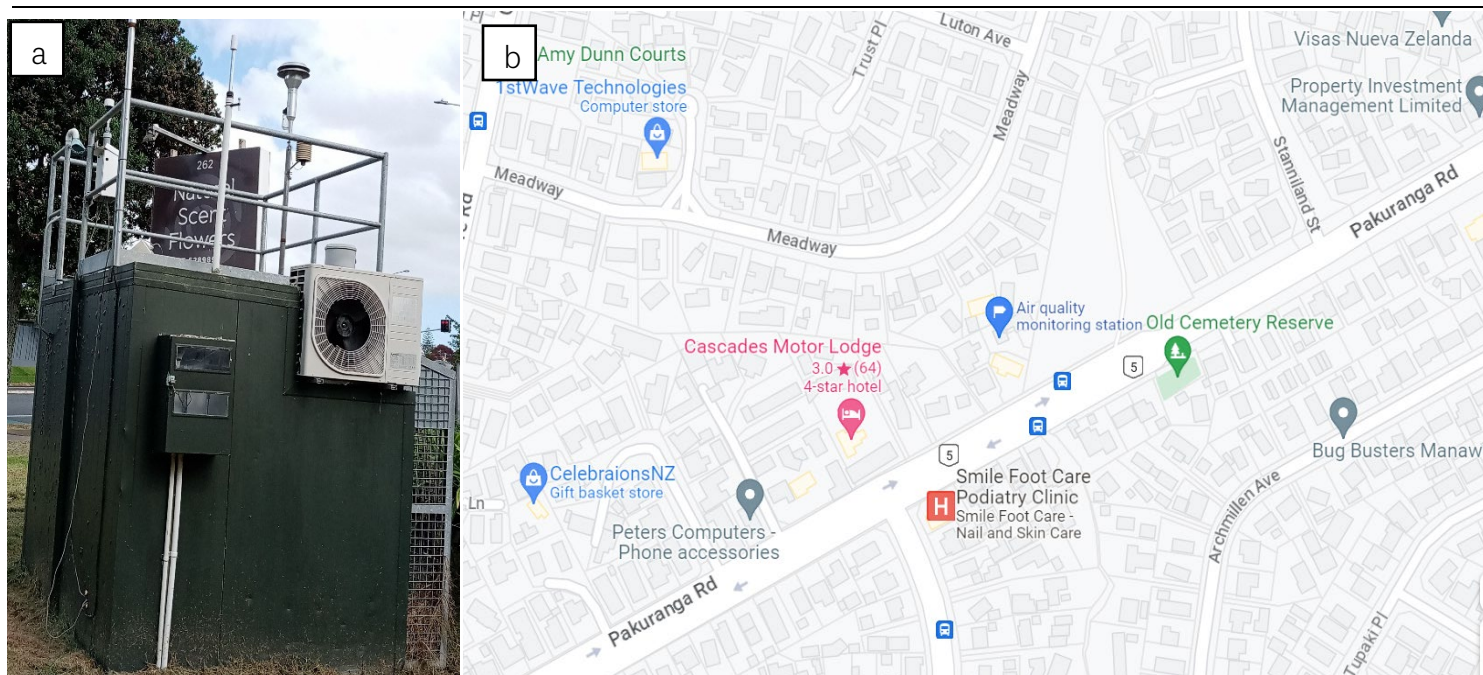 a
262
Natural
Scent
Flowers
b
Amy Dunn Courts
1stWave Technologies
Computer store
Trust Pl
Luton Ave
Meadway
Visas Nueva Zelanda
Property Investment
Management Limited
Stanniland St
Pakuranga Rd
Meadway
Rd
Meadway
Air quality
monitoring station
Old Cemetery Reserve
5
Cascades Motor Lodge
3.0 ★ (64)
4-star hotel
5
Bug Busters Manaw
CelebraionsNZ
Gift basket store
Ln
H
Smile Foot Care
Podiatry Clinic
Smile Foot Care -
Nail and Skin Care
Peters Computers -
Phone accessories
Archmillen Ave
Pakuranga Rd
Tupaki Pl